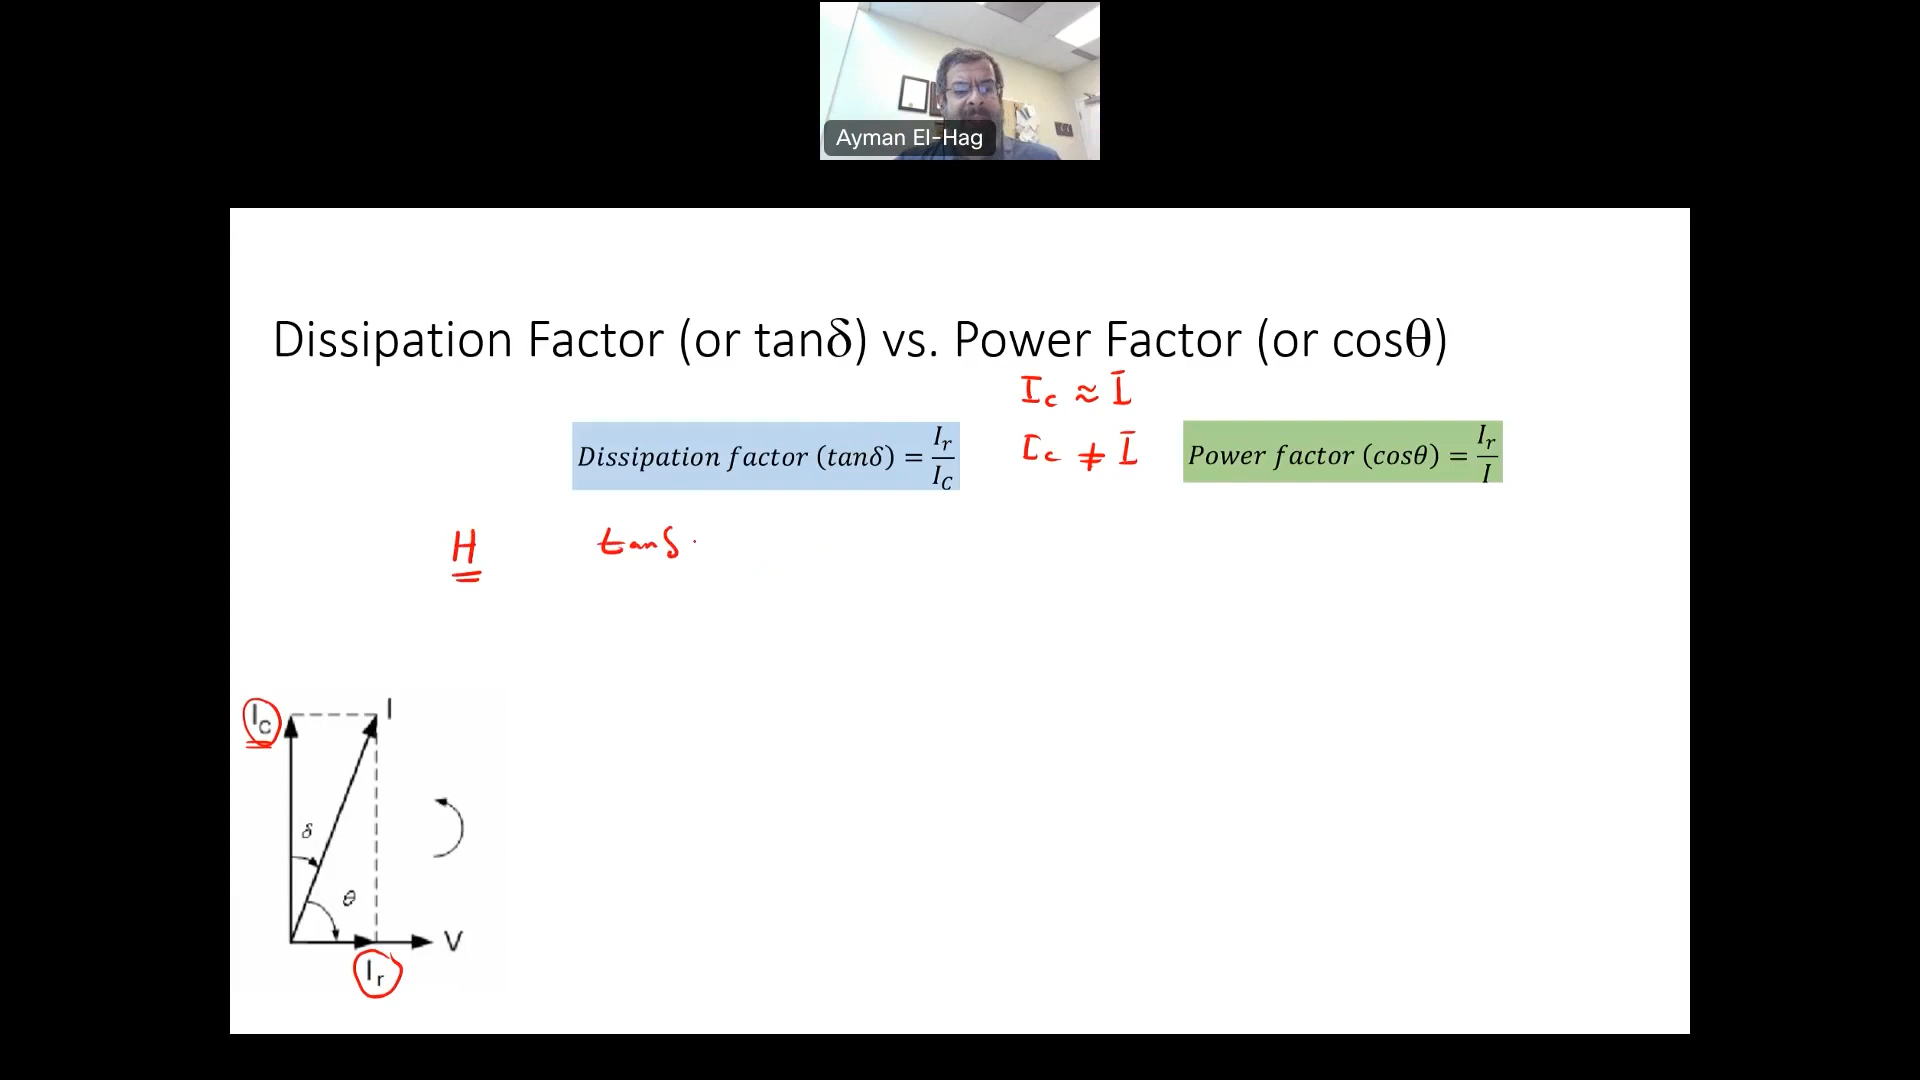 Ayman El-Hag
Dissipation Factor (or tanδ) vs. Power Factor (or cosθ)
I_c ≈ I̅
Dissipation factor (tanδ) = I_r / I_C
I_c ≠ I̅
Power factor (cosθ) = I_r / I
H tanδ
I_c
I
δ
θ
V
I_r